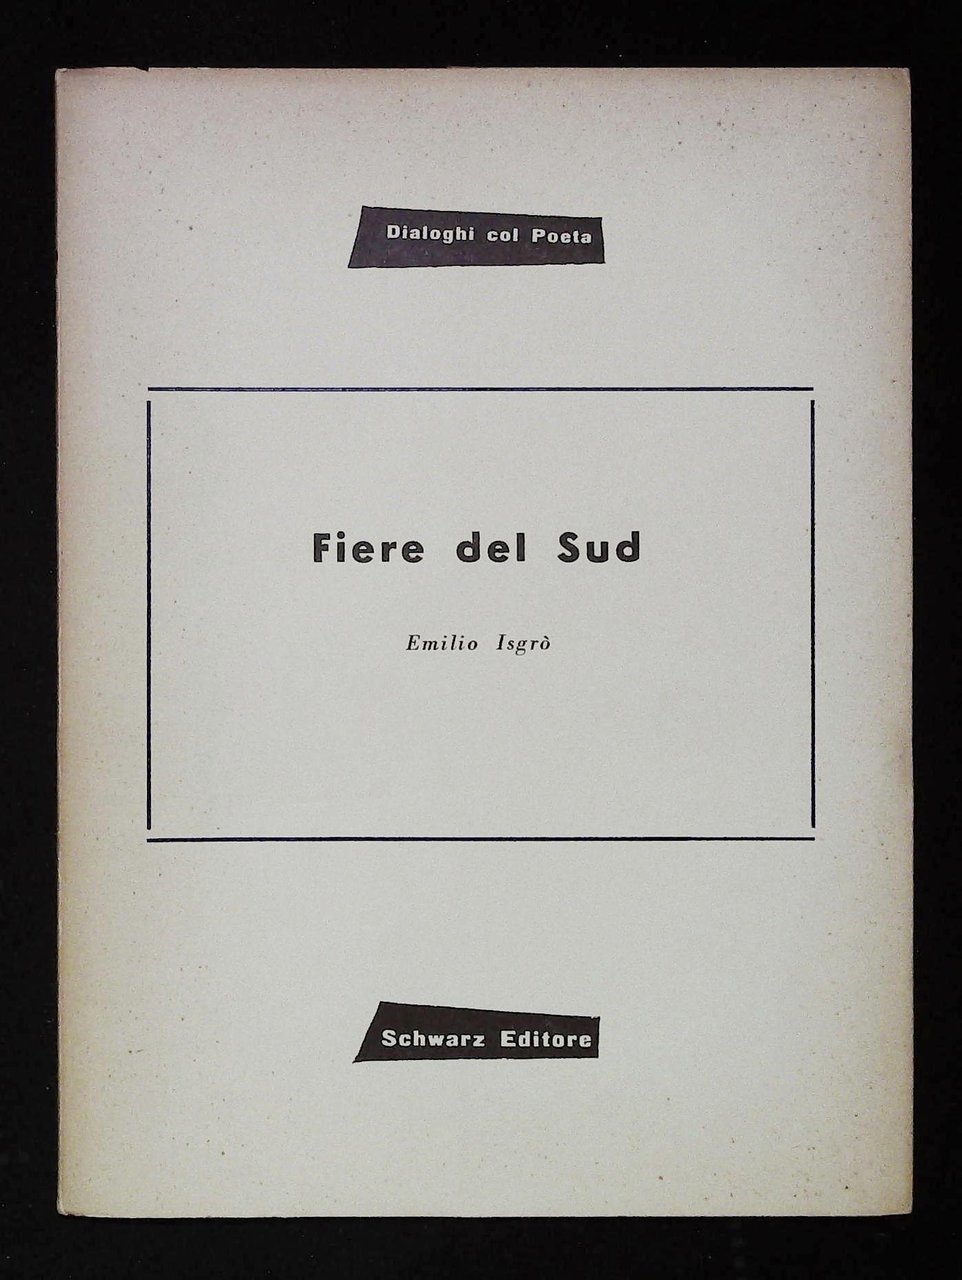 Dialoghi col Poeta
Fiere del Sud
Emilio Isgrò
Schwarz Editore